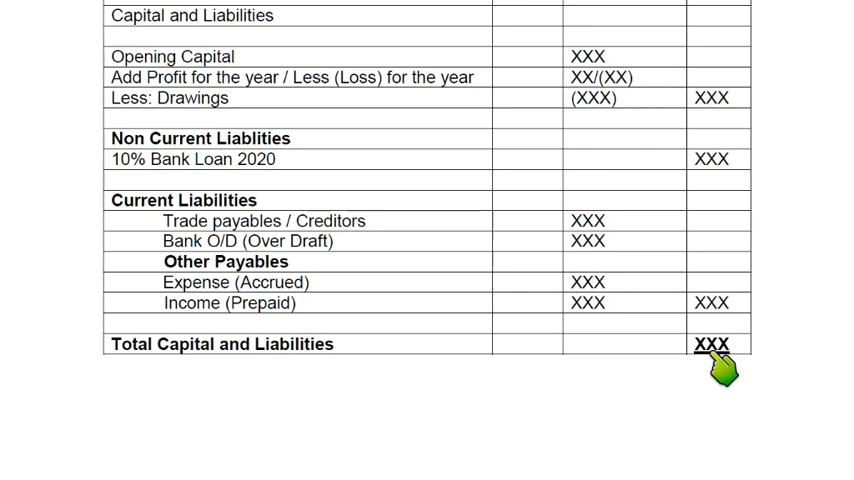 Capital and Liabilities
Opening Capital XXX
Add Profit for the year / Less (Loss) for the year XX/(XX)
Less: Drawings (XXX) XXX
Non Current Liablities
10% Bank Loan 2020 XXX
Current Liabilities
Trade payables / Creditors XXX
Bank O/D (Over Draft) XXX
Other Payables
Expense (Accrued) XXX
Income (Prepaid) XXX XXX
Total Capital and Liabilities XXX